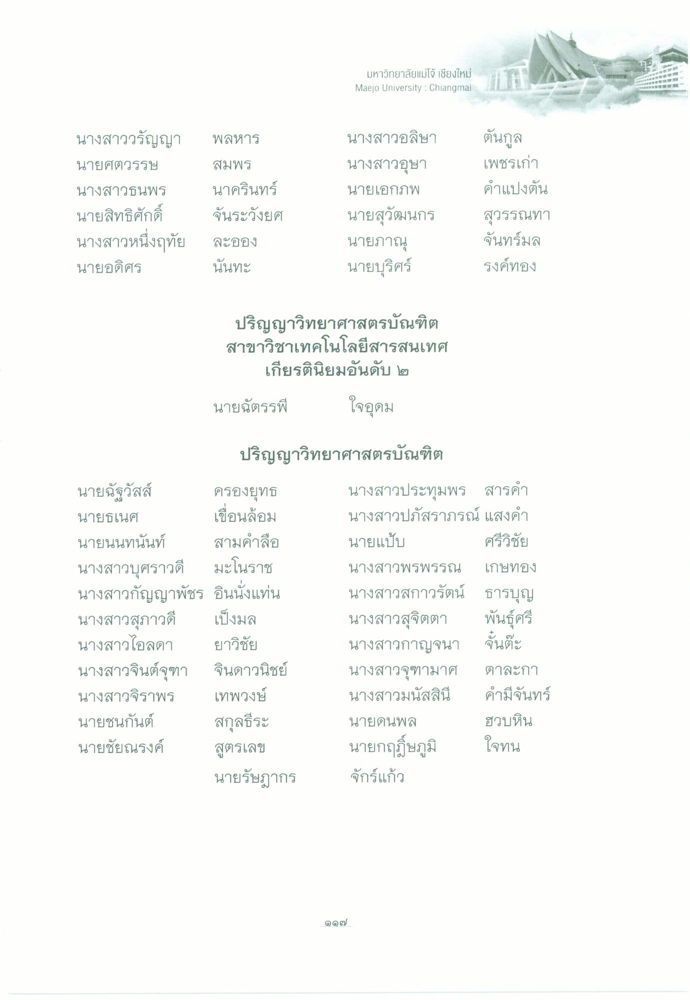 มหาวิทยาลัยแม่โจ้ เชียงใหม่
Maejo University : Chiangmai
นางสาววรัญญา พลหาร นางสาวอลิษา ตันกูล
นายศตวรรษ สมพร นางสาวอุษา เพชรเก่า
นางสาวธนพร นาครินทร์ นายเอกภพ คำแปงตัน
นายสิทธิศักดิ์ จันระวังยศ นายสุวัฒนกร สุวรรณทา
นางสาวหนึ่งฤทัย ละออง นายภาณุ จันทร์มล
นายอดิศร นันทะ นายบุริศร์ รงค์ทอง
ปริญญาวิทยาศาสตรบัณฑิต
สาขาวิชาเทคโนโลยีสารสนเทศ
เกียรตินิยมอันดับ ๒
นายฉัตรรพี ใจอุดม
ปริญญาวิทยาศาสตรบัณฑิต
นายฉัฐวัสส์ ครองยุทธ นางสาวประทุมพร สารคำ
นายธเนศ เขื่อนล้อม นางสาวปภัสราภรณ์ แสงคำ
นายนนทนันท์ สามคำลือ นายแป้บ ศรีวิชัย
นางสาวบุศราวดี มะโนราช นางสาวพรพรรณ เกษทอง
นางสาวกัญญาพัชร อินนั่งแท่น นางสาวสกาวรัตน์ ธารบุญ
นางสาวสุภาวดี เป็งมล นางสาวสุจิตตา พันธุ์ศรี
นางสาวไอลดา ยาวิชัย นางสาวกาญจนา จั๋นต๊ะ
นางสาวจินต์จุฑา จินดาวนิชย์ นางสาวจุฑามาศ ตาละกา
นางสาวจิราพร เทพวงษ์ นางสาวมนัสสินี คำมีจันทร์
นายชนกันต์ สกุลธีระ นายดนพล ฮวบหิน
นายชัยณรงค์ สูตรเลข นายกฤฎิ์ษภูมิ ใจทน
นายรัษฎากร จักร์แก้ว
๑๑๗